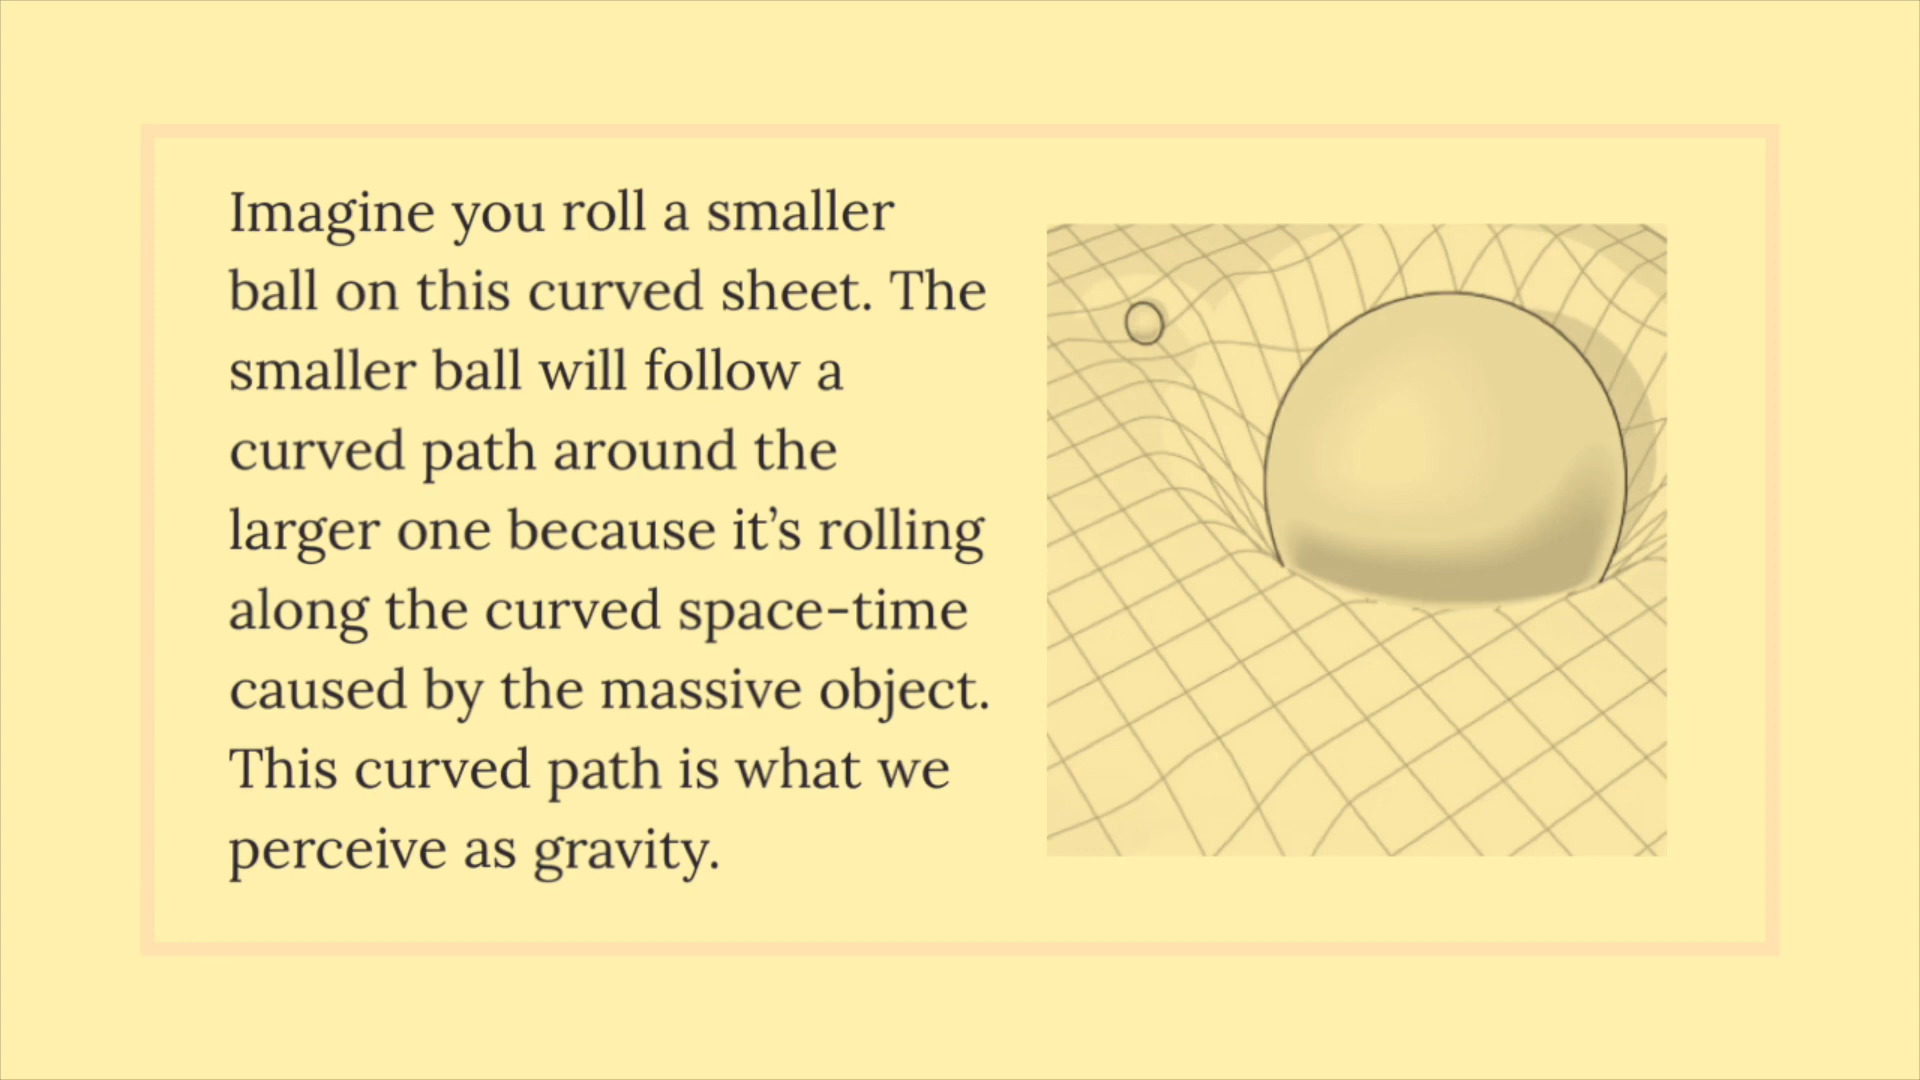 Imagine you roll a smaller
ball on this curved sheet. The
smaller ball will follow a
curved path around the
larger one because it’s rolling
along the curved space-time
caused by the massive object.
This curved path is what we
perceive as gravity.